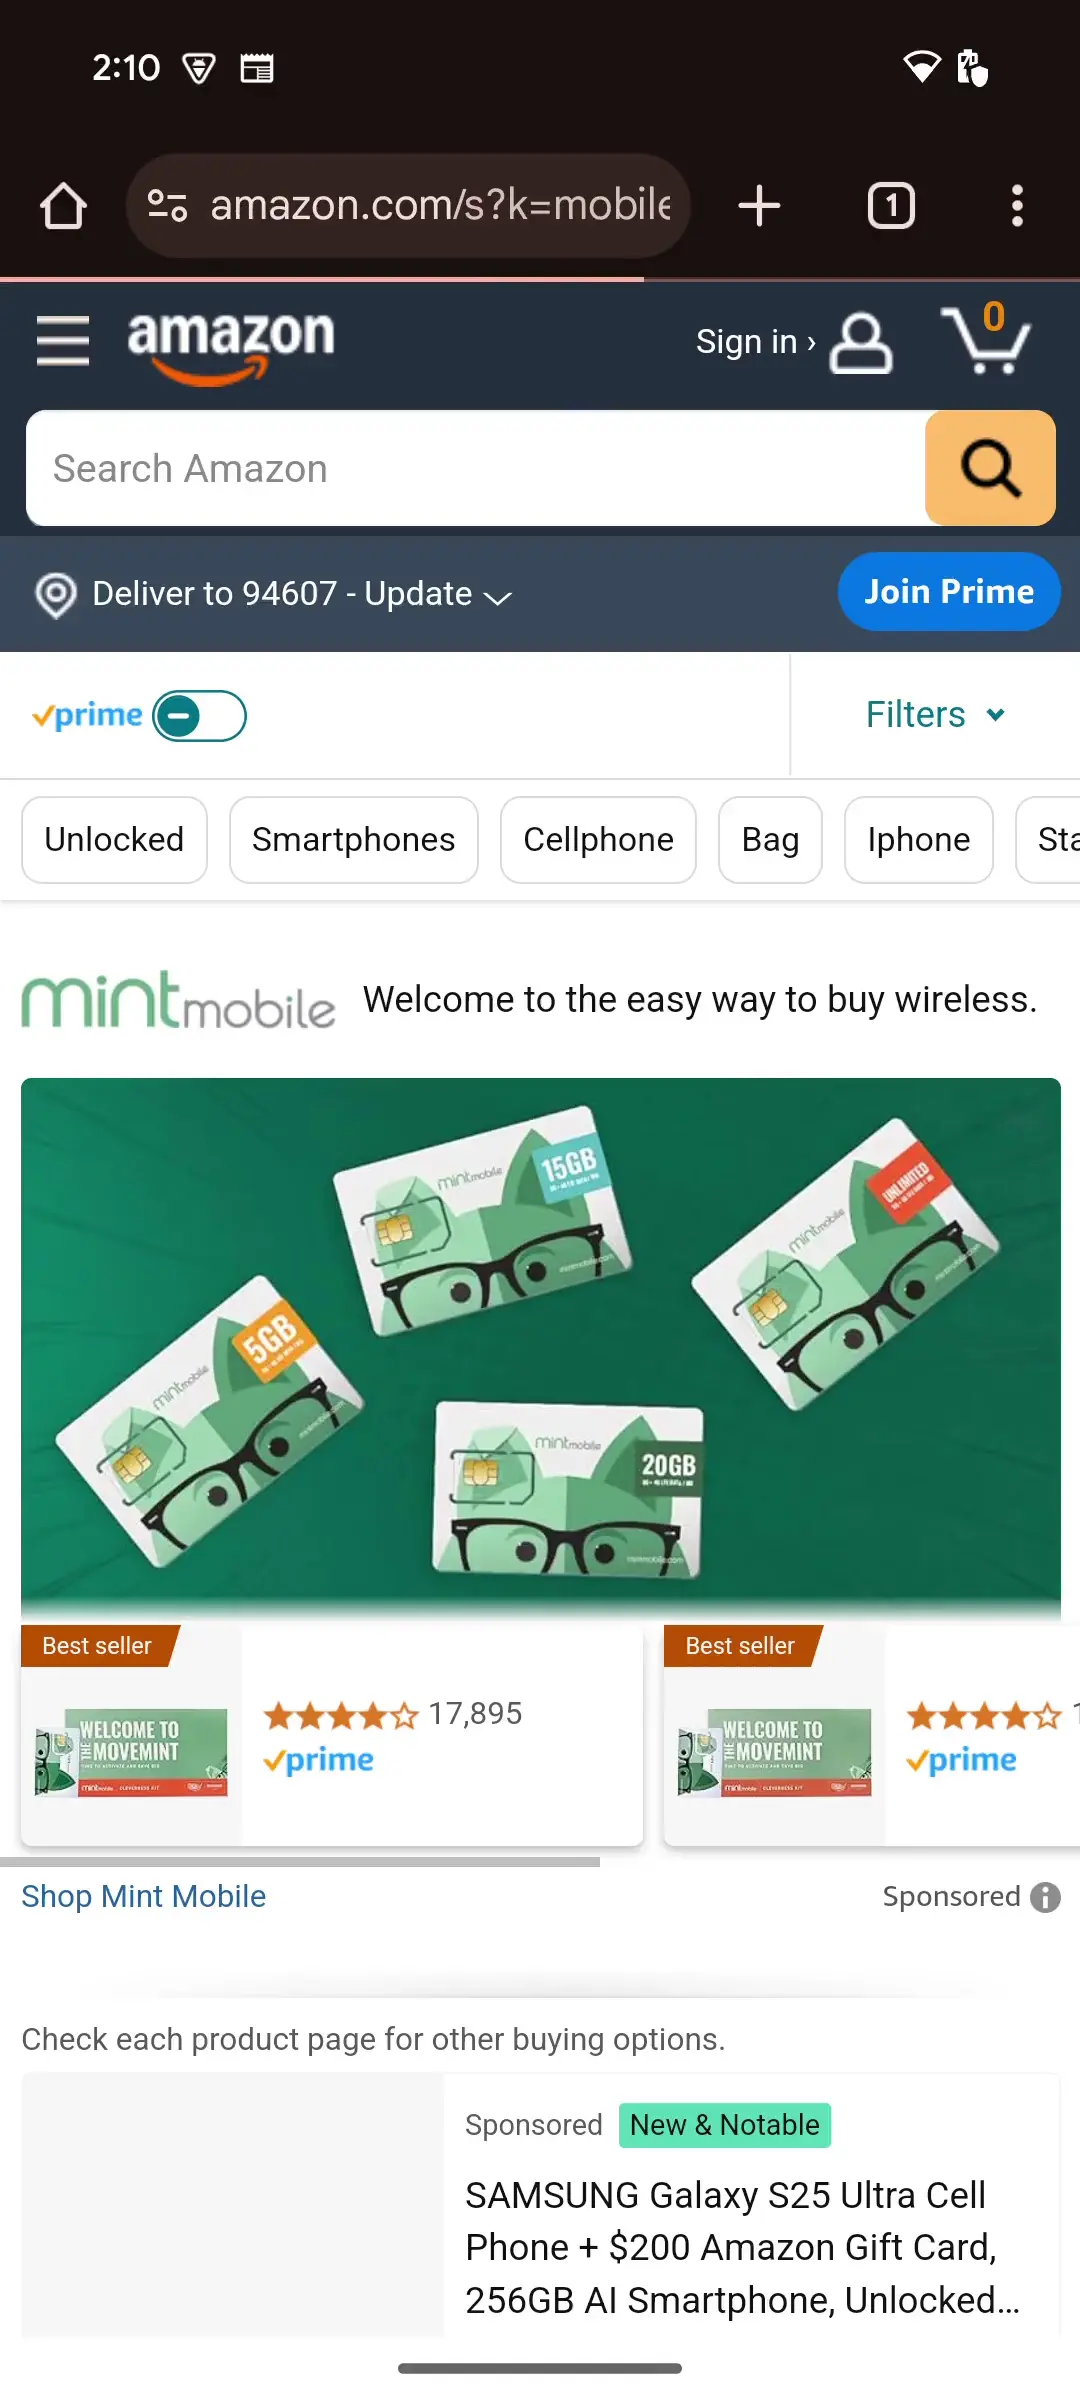 2:10
amazon.com/s?k=mobile
1
amazon
Sign in ›
0
Search Amazon
Deliver to 94607 - Update
Join Prime
prime
Filters
Unlocked
Smartphones
Cellphone
Bag
Iphone
mintmobile
Welcome to the easy way to buy wireless.
mintmobile
15GB
mintmobile
UNLIMITED
mintmobile
5GB
mintmobile
20GB
Best seller
WELCOME TO
THE MOVEMINT
mintmobile
17,895
prime
Best seller
WELCOME TO
THE MOVEMINT
mintmobile
prime
Shop Mint Mobile
Sponsored
Check each product page for other buying options.
Sponsored New & Notable
SAMSUNG Galaxy S25 Ultra Cell
Phone + $200 Amazon Gift Card,
256GB AI Smartphone, Unlocked...